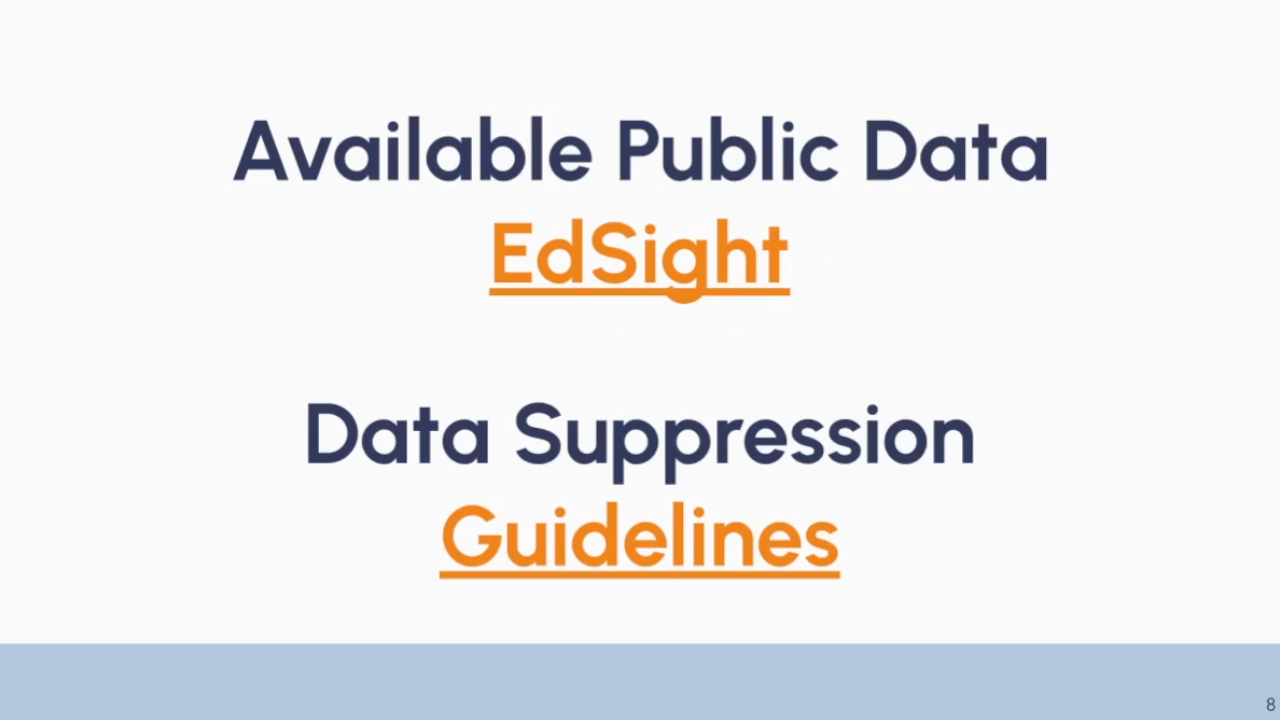 Available Public Data
EdSight
Data Suppression
Guidelines
8